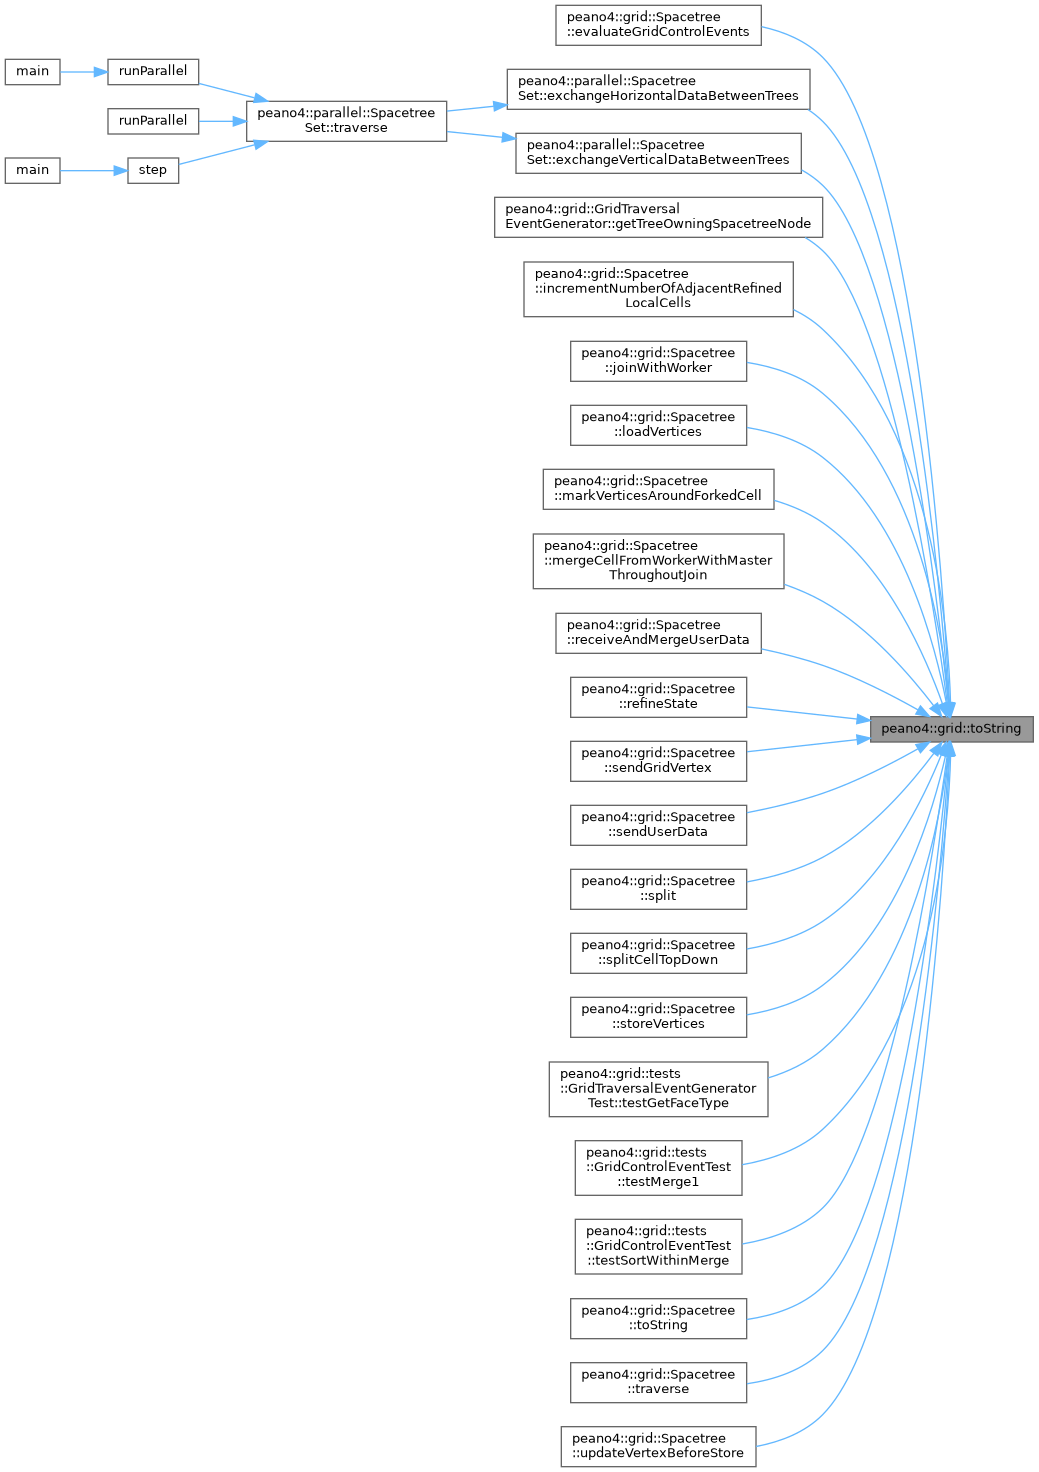 peano4::grid::Spacetree
::evaluateGridControlEvents
main
runParallel
peano4::parallel::Spacetree
Set::exchangeHorizontalDataBetweenTrees
peano4::parallel::Spacetree
Set::traverse
runParallel
peano4::parallel::Spacetree
Set::exchangeVerticalDataBetweenTrees
main
step
peano4::grid::GridTraversal
EventGenerator::getTreeOwningSpacetreeNode
peano4::grid::Spacetree
::incrementNumberOfAdjacentRefined
LocalCells
peano4::grid::Spacetree
::joinWithWorker
peano4::grid::Spacetree
::loadVertices
peano4::grid::Spacetree
::markVerticesAroundForkedCell
peano4::grid::Spacetree
::mergeCellFromWorkerWithMaster
ThroughoutJoin
peano4::grid::Spacetree
::receiveAndMergeUserData
peano4::grid::Spacetree
::refineState
peano4::grid::toString
peano4::grid::Spacetree
::sendGridVertex
peano4::grid::Spacetree
::sendUserData
peano4::grid::Spacetree
::split
peano4::grid::Spacetree
::splitCellTopDown
peano4::grid::Spacetree
::storeVertices
peano4::grid::tests
::GridTraversalEventGenerator
Test::testGetFaceType
peano4::grid::tests
::GridControlEventTest
::testMerge1
peano4::grid::tests
::GridControlEventTest
::testSortWithinMerge
peano4::grid::Spacetree
::toString
peano4::grid::Spacetree
::traverse
peano4::grid::Spacetree
::updateVertexBeforeStore